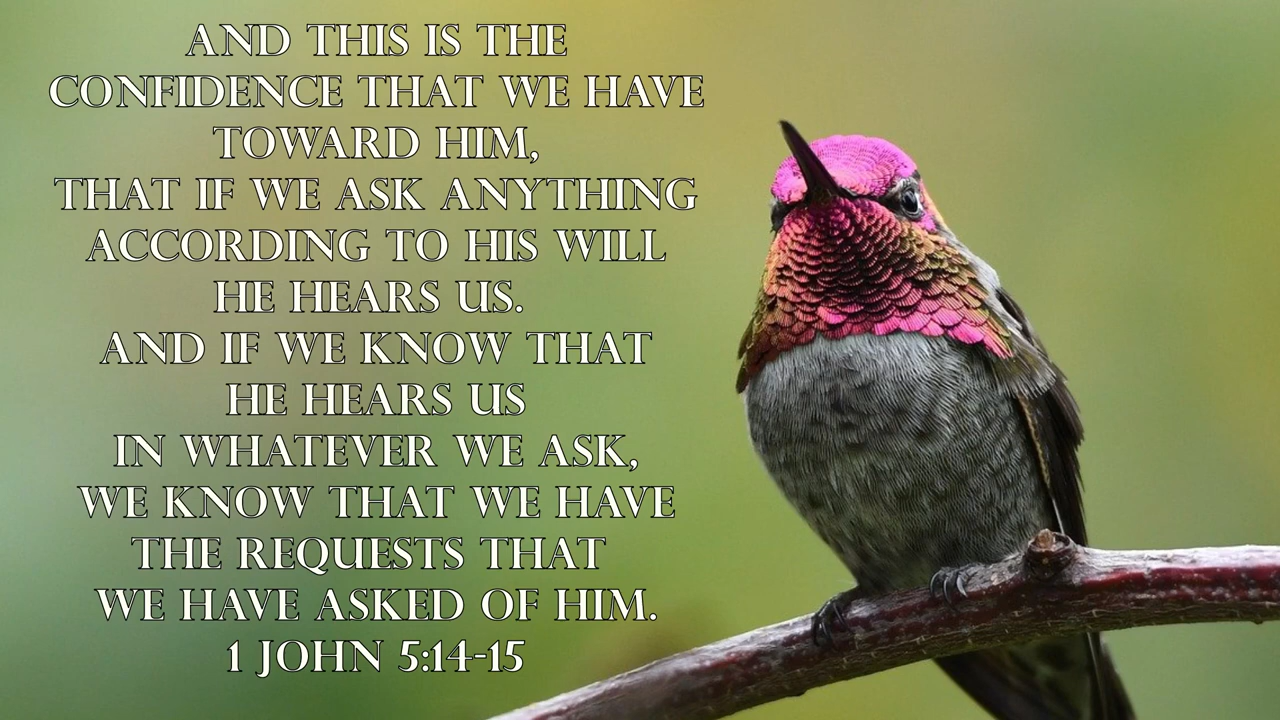 AND THIS IS THE
CONFIDENCE THAT WE HAVE
TOWARD HIM,
THAT IF WE ASK ANYTHING
ACCORDING TO HIS WILL
HE HEARS US.
AND IF WE KNOW THAT
HE HEARS US
IN WHATEVER WE ASK,
WE KNOW THAT WE HAVE
THE REQUESTS THAT
WE HAVE ASKED OF HIM.
1 JOHN 5:14-15